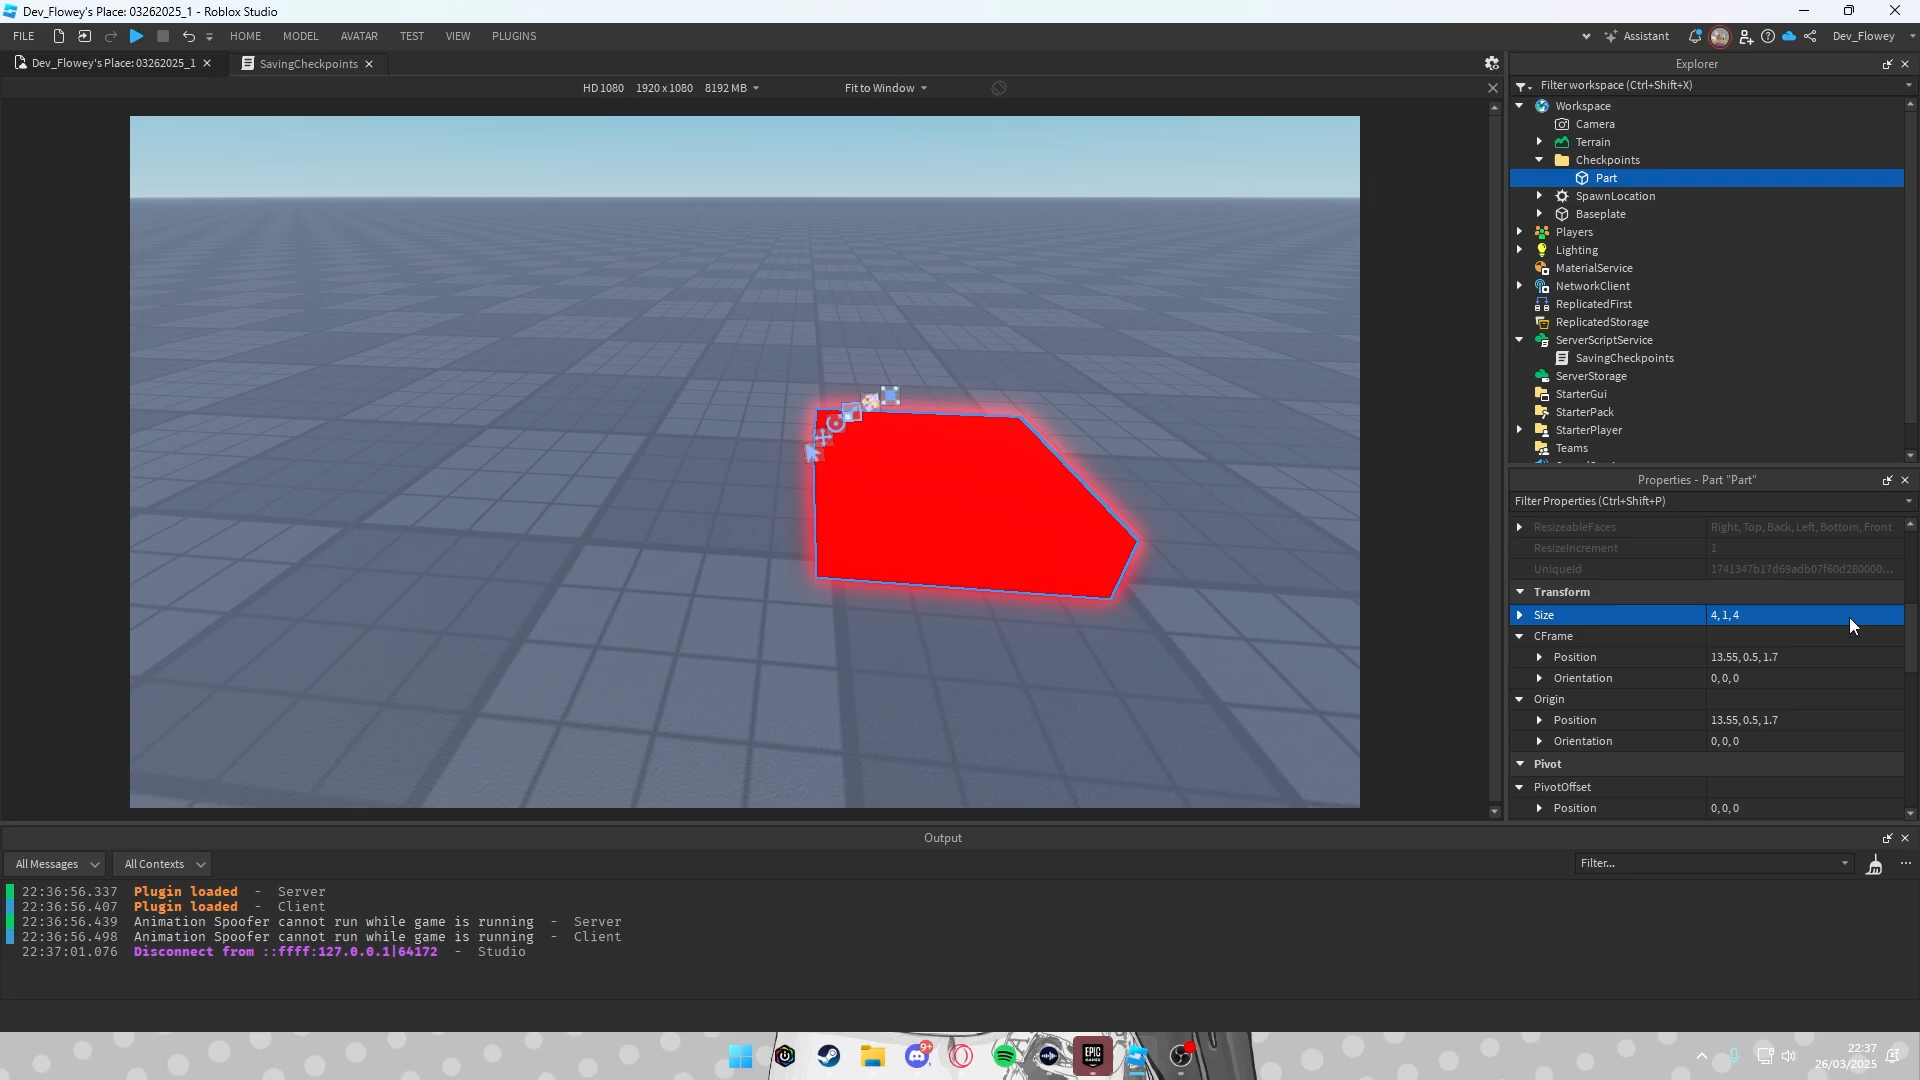 Dev_Flowey's Place: 03262025_1 - Roblox Studio
FILE HOME MODEL AVATAR TEST VIEW PLUGINS Assistant Dev_Flowey
Dev_Flowey's Place: 03262025_1 SavingCheckpoints
HD 1080 1920 x 1080 8192 MB Fit to Window
Explorer
Filter workspace (Ctrl+Shift+X)
Workspace
Camera
Terrain
Checkpoints
Part
SpawnLocation
Baseplate
Players
Lighting
MaterialService
NetworkClient
ReplicatedFirst
ReplicatedStorage
ServerScriptService
SavingCheckpoints
ServerStorage
StarterGui
StarterPack
StarterPlayer
Teams
Properties - Part "Part"
Filter Properties (Ctrl+Shift+P)
ResizeableFaces Right, Top, Back, Left, Bottom, Front
ResizeIncrement 1
UniqueId 1741347b17d69adb07f60d280000...
Transform
Size 4, 1, 4
CFrame
Position 13.55, 0.5, 1.7
Orientation 0, 0, 0
Origin
Position 13.55, 0.5, 1.7
Orientation 0, 0, 0
Pivot
PivotOffset
Position 0, 0, 0
Output
All Messages All Contexts Filter...
22:36:56.337 Plugin loaded - Server
22:36:56.407 Plugin loaded - Client
22:36:56.439 Animation Spoofer cannot run while game is running - Server
22:36:56.498 Animation Spoofer cannot run while game is running - Client
22:37:01.076 Disconnect from ::ffff:127.0.0.1|64172 - Studio
9+
EPIC GAMES
22:37
26/03/2025